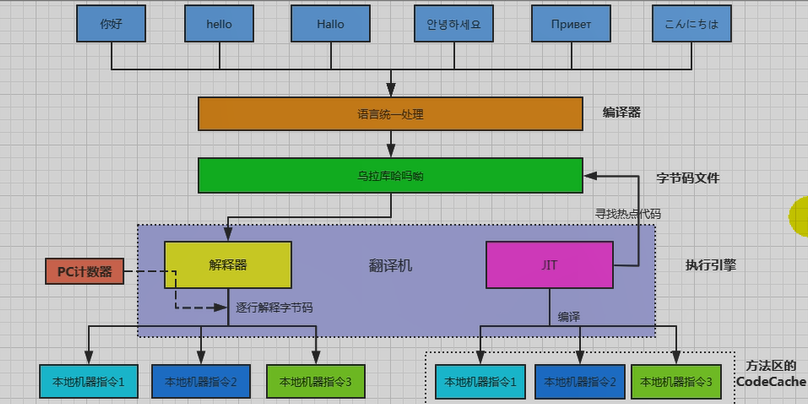 你好
hello
Hallo
안녕하세요
Привет
こんにちは
语言统一处理
编译器
乌拉库哈吗哟
字节码文件
寻找热点代码
解释器
翻译机
JIT
执行引擎
PC计数器
逐行解释字节码
编译
本地机器指令1
本地机器指令2
本地机器指令3
本地机器指令1
本地机器指令2
本地机器指令3
方法区的
CodeCache